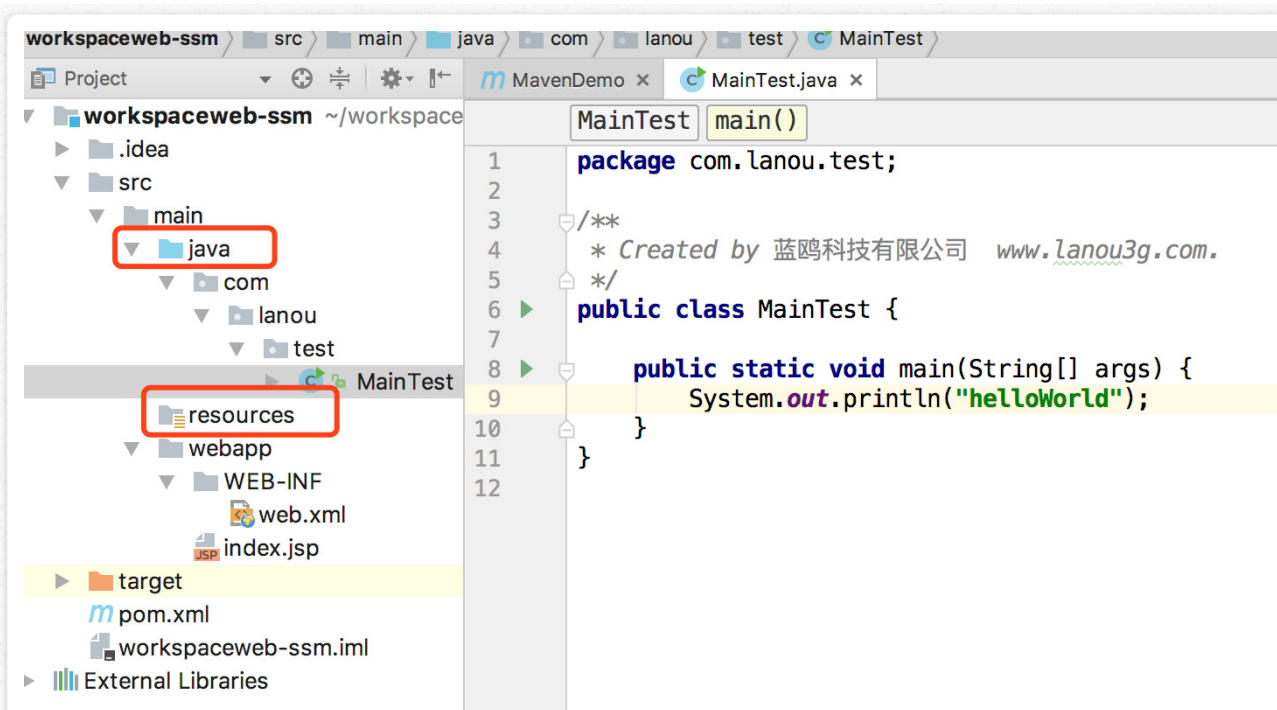 workspaceweb-ssm src main java com lanou test MainTest
Project
MavenDemo MainTest.java
workspaceweb-ssm ~/workspace
.idea
src
main
java
com
lanou
test
MainTest
resources
webapp
WEB-INF
web.xml
JSP index.jsp
target
pom.xml
workspaceweb-ssm.iml
External Libraries
MainTest main()
1 package com.lanou.test;
2
3 /**
4 * Created by 蓝鸥科技有限公司 www.lanou3g.com.
5 */
6 public class MainTest {
7
8 public static void main(String[] args) {
9 System.out.println("helloWorld");
10 }
11 }
12